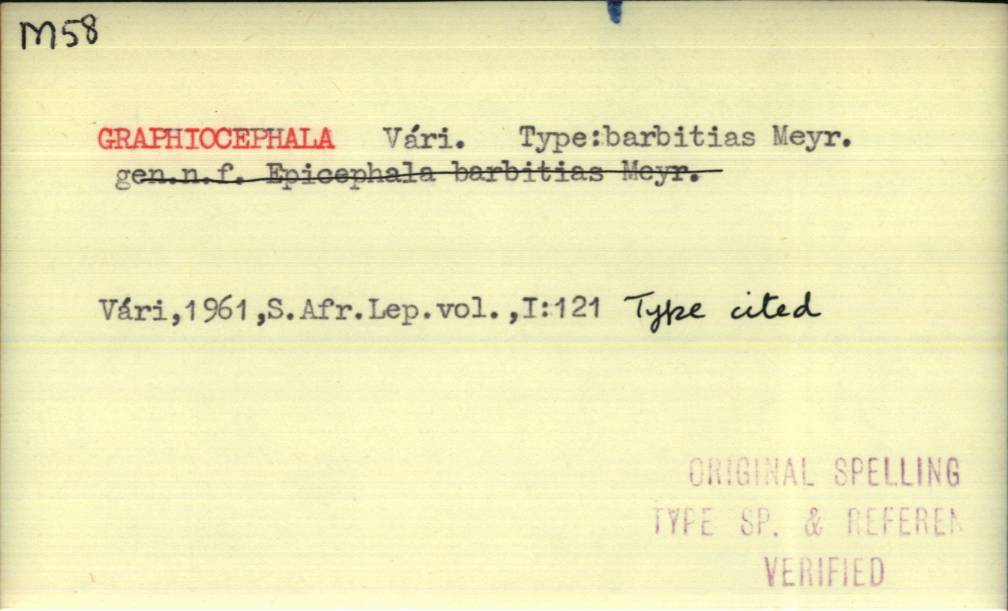 M58
GRAPHIOCEPHALA Vári. Type:barbitias Meyr.
gen.n.f. Epicephala barbitias Meyr.
Vári,1961,S.Afr.Lep.vol.,I:121 Type cited
ORIGINAL SPELLING
TYPE SP. & REFEREN
VERIFIED